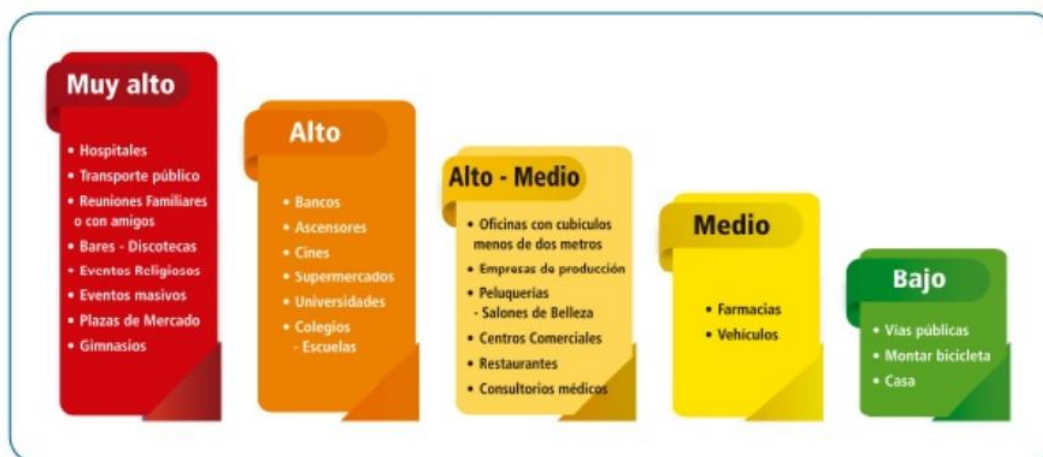 Muy alto
• Hospitales
• Transporte público
• Reuniones Familiares
o con amigos
• Bares - Discotecas
• Eventos Religiosos
• Eventos masivos
• Plazas de Mercado
• Gimnasios
Alto
• Bancos
• Ascensores
• Cines
• Supermercados
• Universidades
• Colegios
- Escuelas
Alto - Medio
• Oficinas con cubiculos
menos de dos metros
• Empresas de producción
• Peluquerías
- Salones de Belleza
• Centros Comerciales
• Restaurantes
• Consultorios médicos
Medio
• Farmacias
• Vehículos
Bajo
• Vías públicas
• Montar bicicleta
• Casa